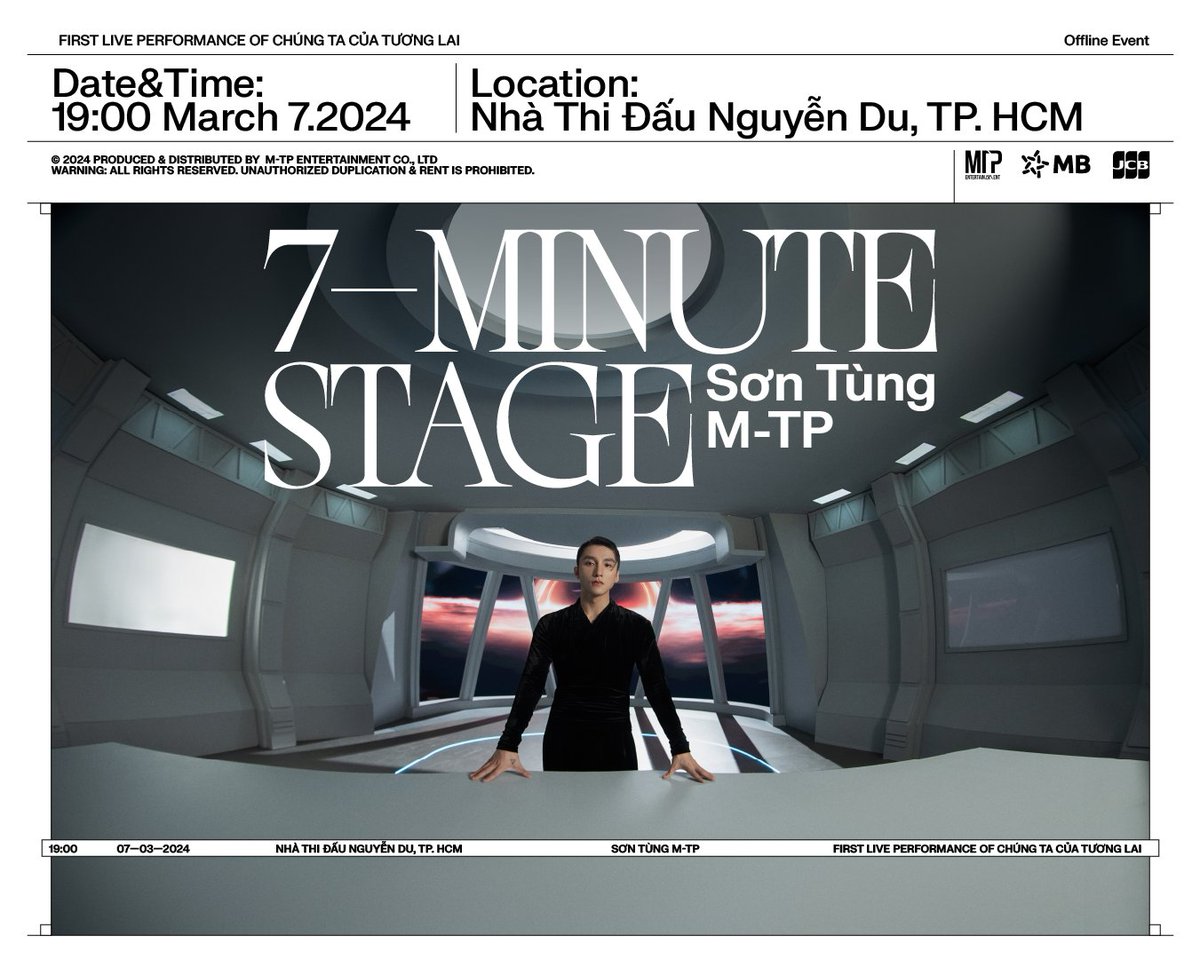 FIRST LIVE PERFORMANCE OF CHÚNG TA CỦA TƯƠNG LAI
Offline Event
Date&Time:
19:00 March 7.2024
Location:
Nhà Thi Đấu Nguyễn Du, TP. HCM
© 2024 PRODUCED & DISTRIBUTED BY M-TP ENTERTAINMENT CO., LTD
WARNING: ALL RIGHTS RESERVED. UNAUTHORIZED DUPLICATION & RENT IS PROHIBITED.
MTP
ENTERTAINMENT
MB
JCB
7—MINUTE
STAGE
Sơn Tùng
M-TP
19:00 07—03—2024 NHÀ THI ĐẤU NGUYỄN DU, TP. HCM SƠN TÙNG M-TP FIRST LIVE PERFORMANCE OF CHÚNG TA CỦA TƯƠNG LAI